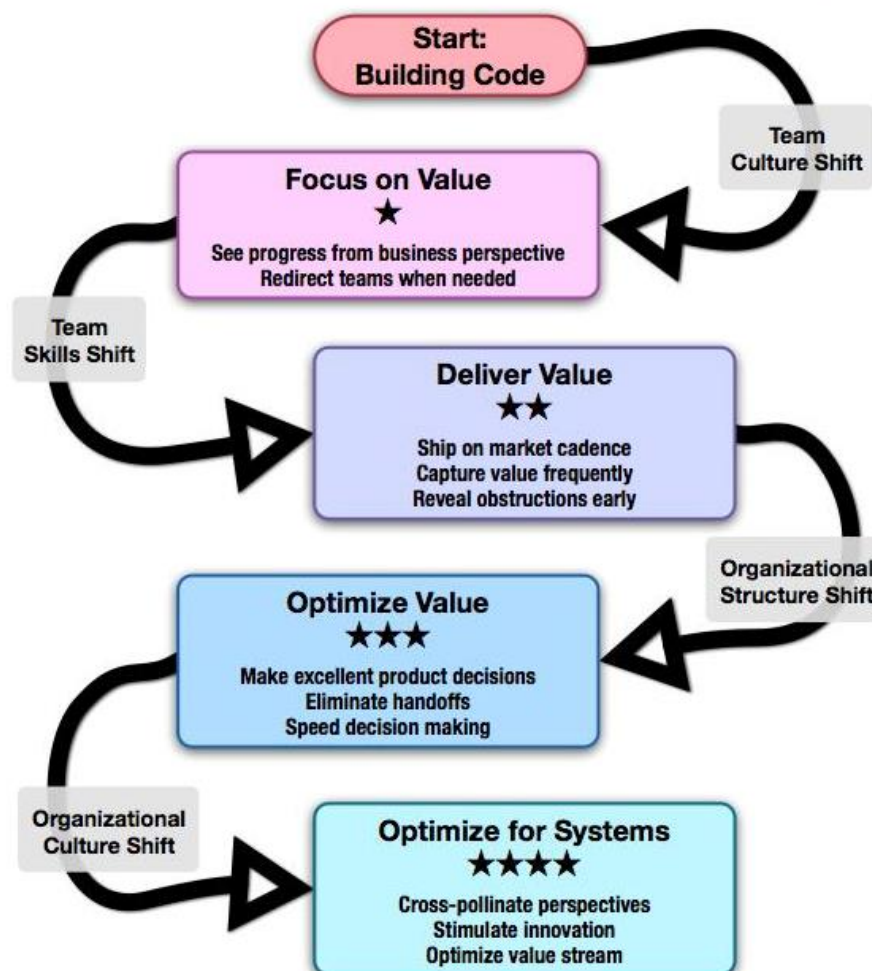 Start:
Building Code
Team
Culture Shift
Focus on Value
★
See progress from business perspective
Redirect teams when needed
Team
Skills Shift
Deliver Value
★★
Ship on market cadence
Capture value frequently
Reveal obstructions early
Organizational
Structure Shift
Optimize Value
★★★
Make excellent product decisions
Eliminate handoffs
Speed decision making
Organizational
Culture Shift
Optimize for Systems
★★★★
Cross-pollinate perspectives
Stimulate innovation
Optimize value stream